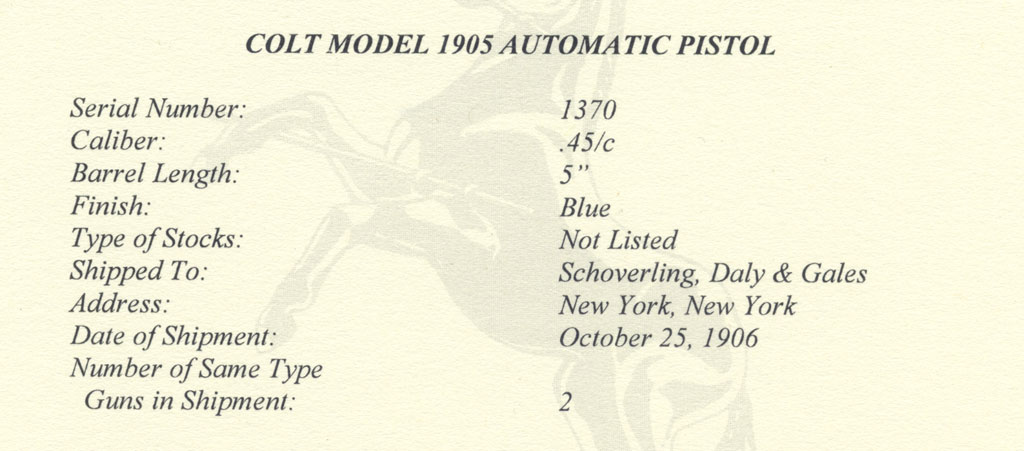 COLT MODEL 1905 AUTOMATIC PISTOL
Serial Number: 1370
Caliber: .45/c
Barrel Length: 5”
Finish: Blue
Type of Stocks: Not Listed
Shipped To: Schoverling, Daly & Gales
Address: New York, New York
Date of Shipment: October 25, 1906
Number of Same Type
Guns in Shipment: 2